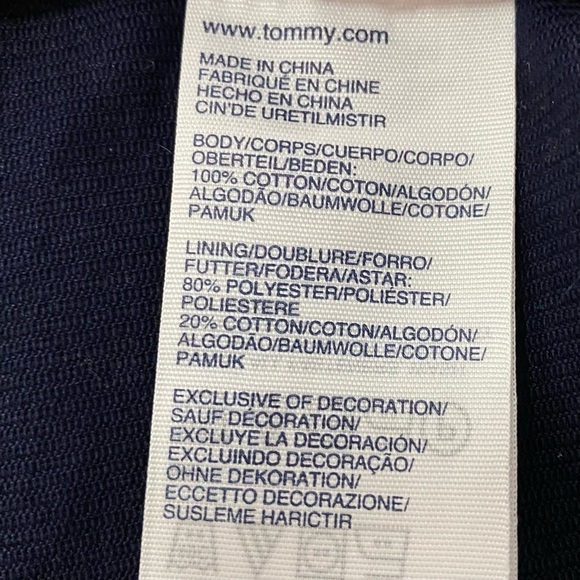 www.tommy.com
MADE IN CHINA
FABRIQUÉ EN CHINE
HECHO EN CHINA
CIN'DE URETILMISTIR
BODY/CORPS/CUERPO/CORPO/
OBERTEIL/BEDEN:
100% COTTON/COTON/ALGODÓN/
ALGODÃO/BAUMWOLLE/COTONE/
PAMUK
LINING/DOUBLURE/FORRO/
FUTTER/FODERA/ASTAR:
80% POLYESTER/POLIÉSTER/
POLIESTERE
20% COTTON/COTON/ALGODÓN/
ALGODÃO/BAUMWOLLE/COTONE/
PAMUK
EXCLUSIVE OF DECORATION/
SAUF DÉCORATION/
EXCLUYE LA DECORACIÓN/
EXCLUINDO DECORAÇÃO/
OHNE DEKORATION/
ECCETTO DECORAZIONE/
SUSLEME HARICTIR